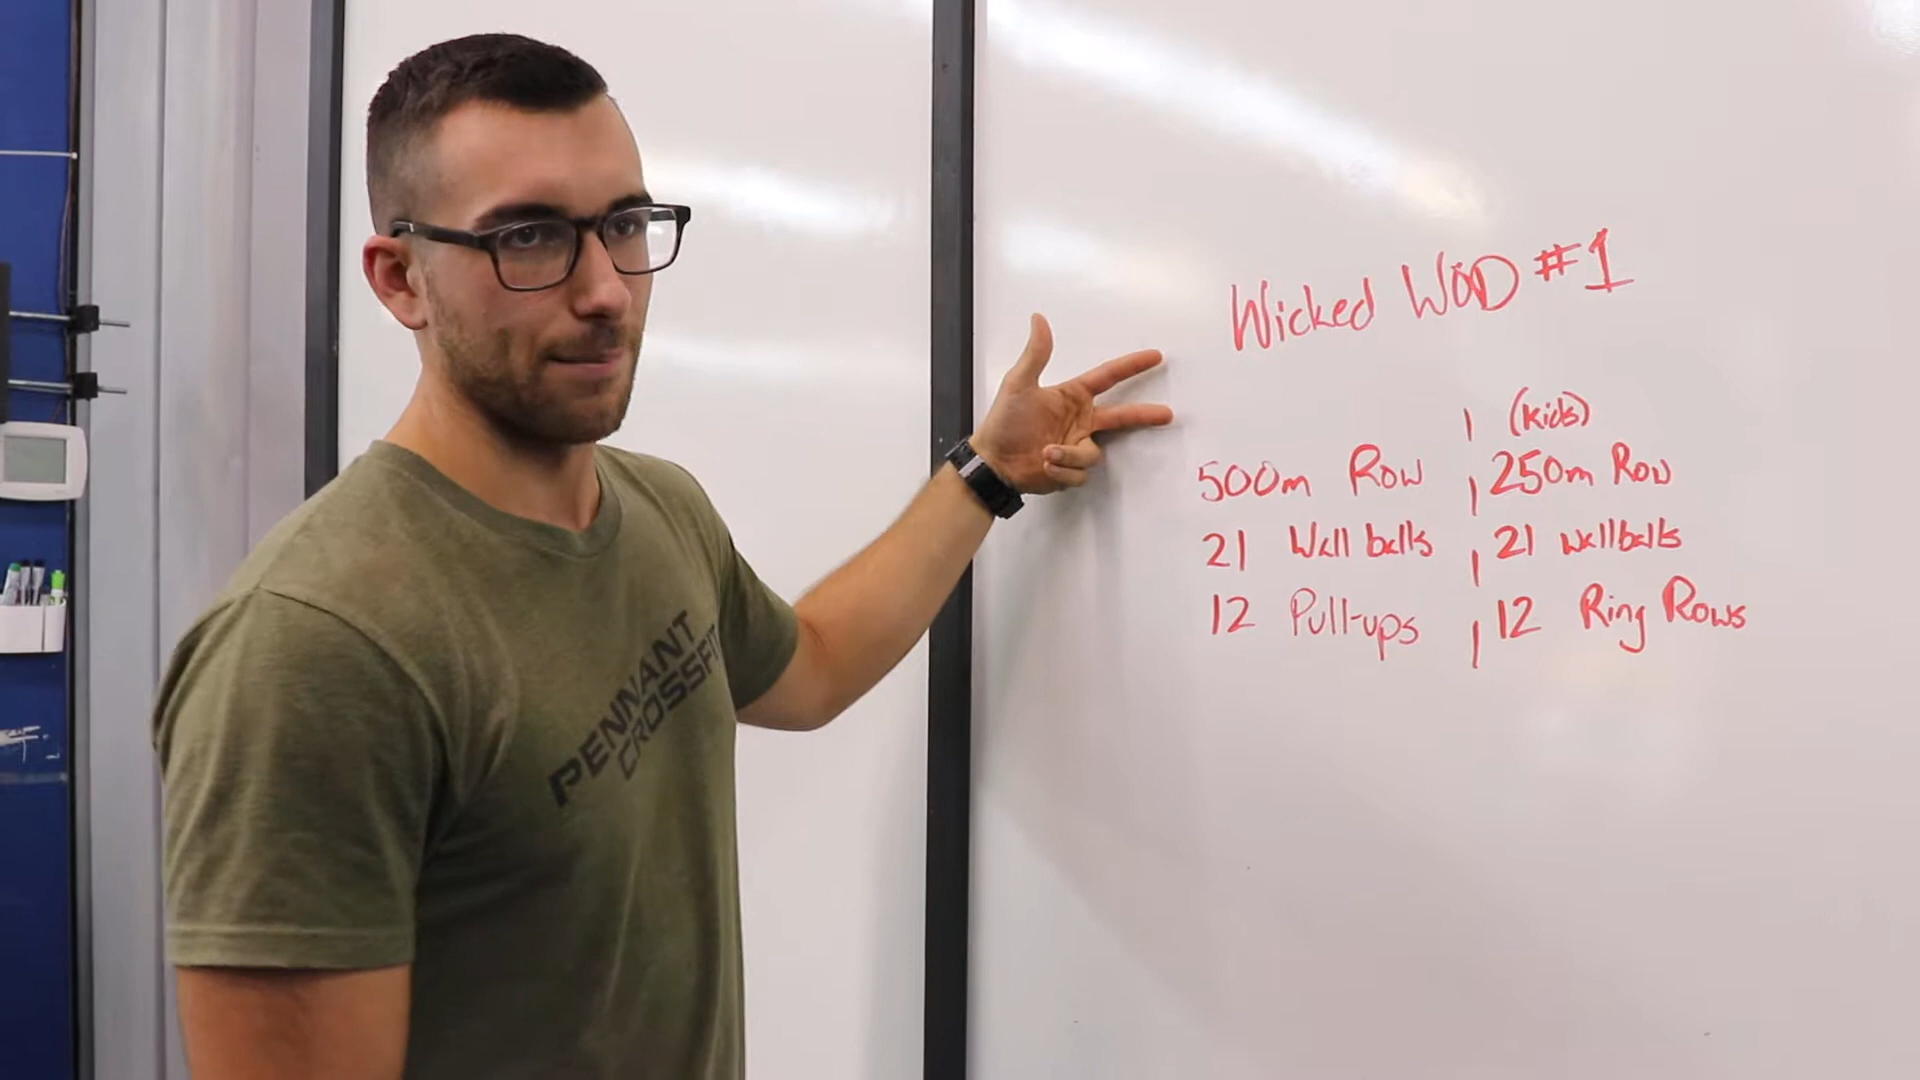 PENNANT
CROSSFIT
Wicked WOD #1
(Kids)
500m Row | 250m Row
21 Wall balls | 21 wallballs
12 Pull-ups | 12 Ring Rows